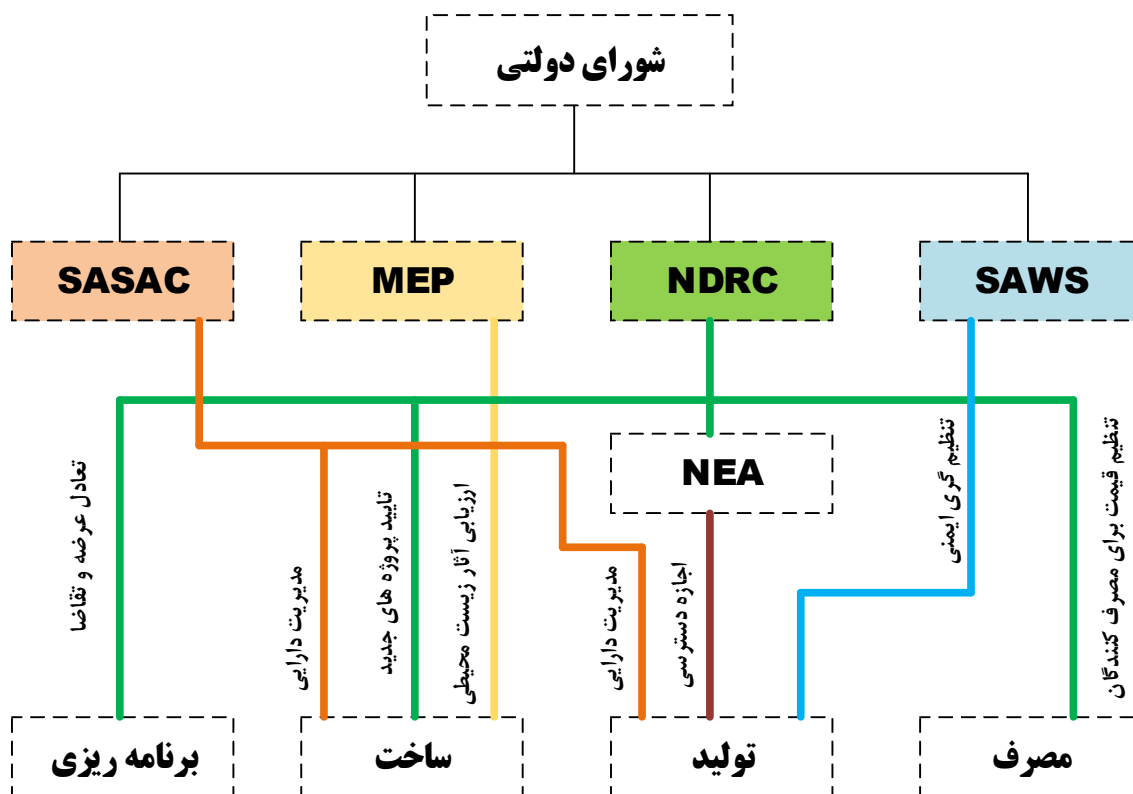 شورای دولتی
SASAC
MEP
NDRC
SAWS
NEA
تعادل عرضه و تقاضا
مدیریت دارایی
تایید پروژه های جدید
ارزیابی آثار زیست محیطی
مدیریت دارایی
اجازه دسترسی
تنظیم گری ایمنی
تنظیم قیمت برای مصرف کنندگان
برنامه ریزی
ساخت
تولید
مصرف